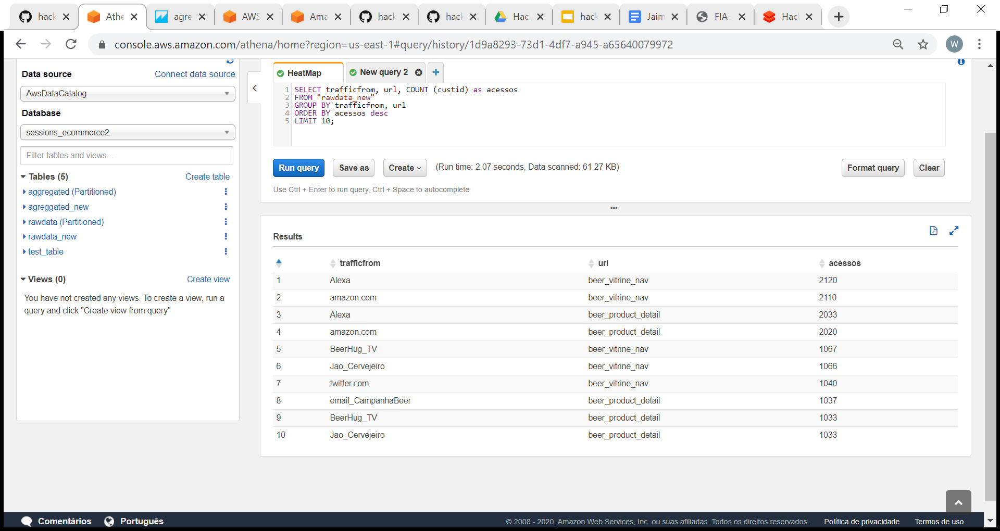 hack
Athe
agre
AWS
Ama
hack
hack
Hac
hack
Jaim
FIA-
Hac
console.aws.amazon.com/athena/home?region=us-east-1#query/history/1d9a8293-73d1-4df7-a945-a65640079972
W
Data source
Connect data source
AwsDataCatalog
Database
sessions_ecommerce2
Filter tables and views...
Tables (5)
Create table
aggregated (Partitioned)
agreggated_new
rawdata (Partitioned)
rawdata_new
test_table
Views (0)
Create view
You have not created any views. To create a view, run a
query and click "Create view from query"
HeatMap
New query 2
1 SELECT trafficfrom, url, COUNT (custid) as acessos
2 FROM "rawdata_new"
3 GROUP BY trafficfrom, url
4 ORDER BY acessos desc
5 LIMIT 10;
Run query
Save as
Create
(Run time: 2.07 seconds, Data scanned: 61.27 KB)
Format query
Clear
Use Ctrl + Enter to run query, Ctrl + Space to autocomplete
Results
trafficfrom url acessos
1 Alexa beer_vitrine_nav 2120
2 amazon.com beer_vitrine_nav 2110
3 Alexa beer_product_detail 2033
4 amazon.com beer_product_detail 2020
5 BeerHug_TV beer_vitrine_nav 1067
6 Jao_Cervejeiro beer_vitrine_nav 1066
7 twitter.com beer_vitrine_nav 1040
8 email_CampanhaBeer beer_product_detail 1037
9 BeerHug_TV beer_product_detail 1033
10 Jao_Cervejeiro beer_product_detail 1033
Comentários
Português
© 2008 - 2020, Amazon Web Services, Inc. ou suas afiliadas. Todos os direitos reservados.
Política de privacidade
Termos de uso